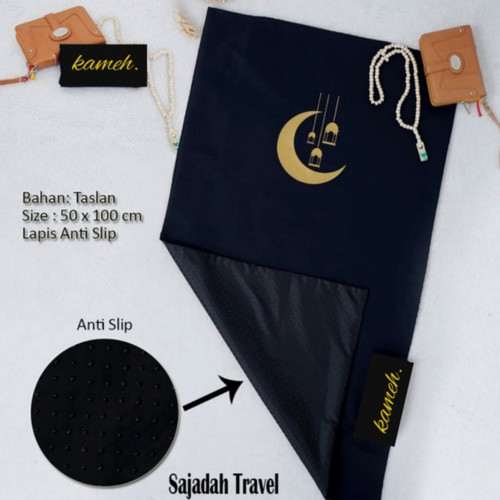 kameh.
Bahan: Taslan
Size : 50 x 100 cm
Lapis Anti Slip
Anti Slip
kameh.
Sajadah Travel